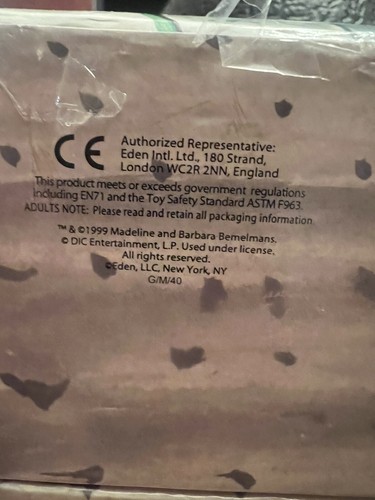 CE
Authorized Representative:
Eden Intl. Ltd., 180 Strand,
London WC2R 2NN, England
This product meets or exceeds government regulations
including EN71 and the Toy Safety Standard ASTM F963.
ADULTS NOTE: Please read and retain all packaging information
™ & ©1999 Madeline and Barbara Bemelmans.
© DIC Entertainment, L.P. Used under license.
All rights reserved.
©Eden, LLC, New York, NY
G/M/40